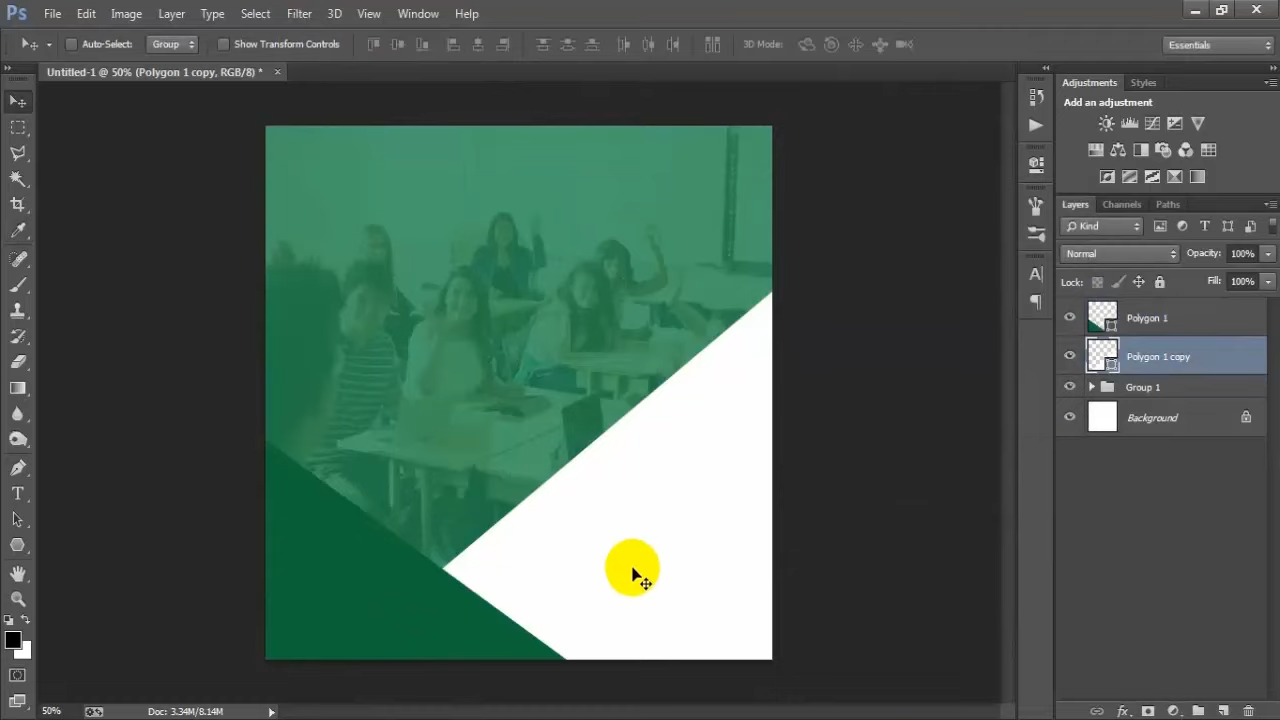 Ps File Edit Image Layer Type Select Filter 3D View Window Help
Auto-Select: Group Show Transform Controls 3D Mode: Essentials
Untitled-1 @ 50% (Polygon 1 copy, RGB/8) * ×
Adjustments Styles
Add an adjustment
Layers Channels Paths
Kind
Normal Opacity: 100%
Lock: Fill: 100%
Polygon 1
Polygon 1 copy
Group 1
Background
50% Doc: 3.34M/8.14M